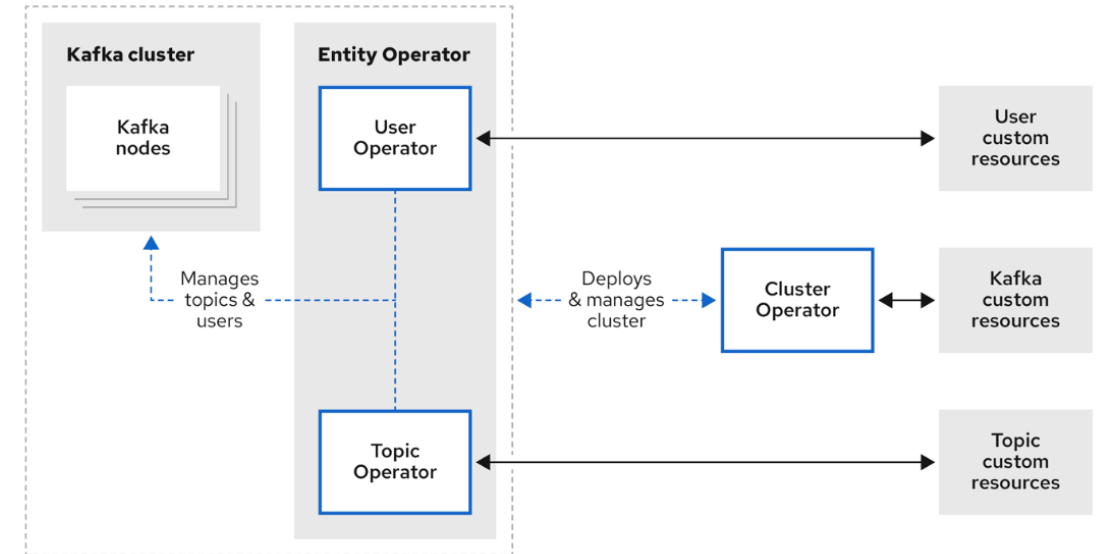 Kafka cluster
Kafka
nodes
Entity Operator
User
Operator
User
custom
resources
Manages
topics &
users
Deploys
& manages
cluster
Cluster
Operator
Kafka
custom
resources
Topic
Operator
Topic
custom
resources